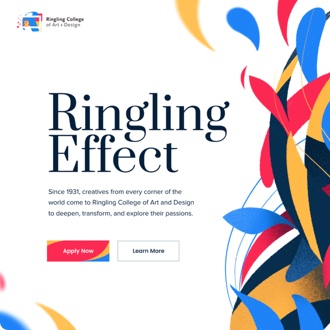 Ringling College
of Art + Design
Ringling
Effect
Since 1931, creatives from every corner of the
world come to Ringling College of Art and Design
to deepen, transform, and explore their passions.
Apply Now
Learn More